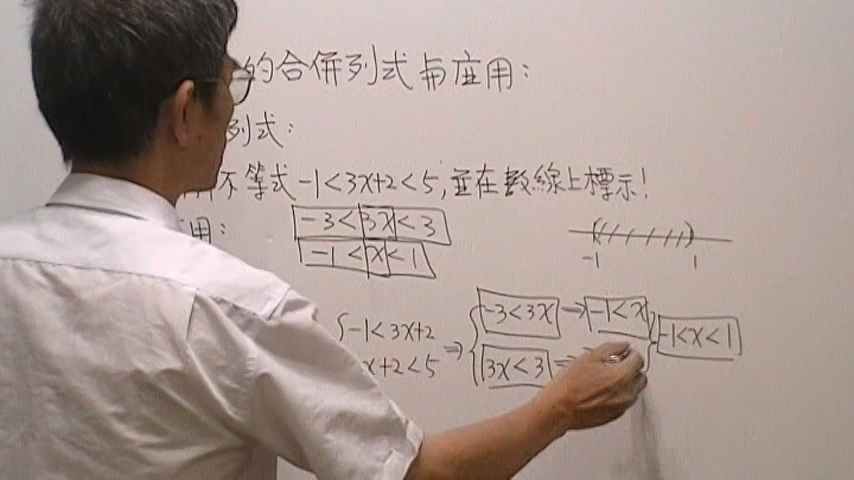 的合併列式與應用:
列式:
不等式-1<3x+2<5,並在數線上標示!
用:
-3<3x<3
-1<x<1
-1 1
{-1<3x+2 ⇒ {-3<3x ⇒ -1<x
-1<x<1
x+2<5 3x<3 ⇒